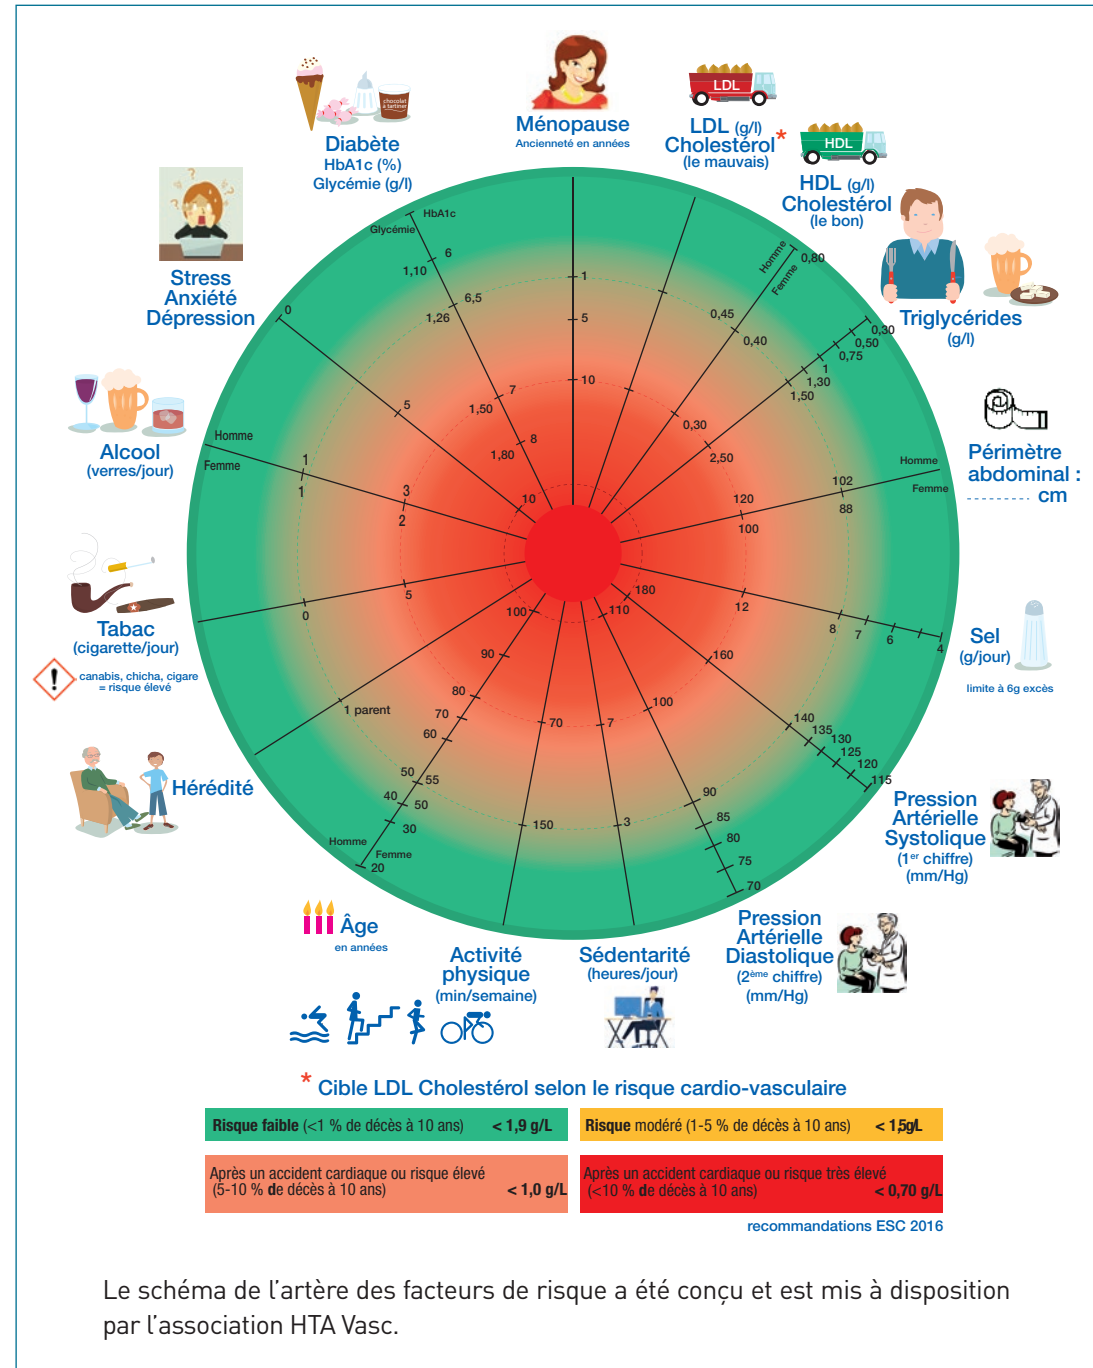 Ménopause
Ancienneté en années
LDL
LDL (g/l)
Cholestérol*
(le mauvais)
HDL
HDL (g/l)
Cholestérol
(le bon)
Triglycérides
(g/l)
Périmètre
abdominal :
cm
Sel
(g/jour)
limite à 6g excès
Pression
Artérielle
Systolique
(1er chiffre)
(mm/Hg)
Pression
Artérielle
Diastolique
(2ème chiffre)
(mm/Hg)
Sédentarité
(heures/jour)
Activité
physique
(min/semaine)
Âge
en années
Hérédité
Tabac
(cigarette/jour)
!
canabis, chicha, cigare
= risque élevé
Alcool
(verres/jour)
Stress
Anxiété
Dépression
chocolat
à tartiner
Diabète
HbA1c (%)
Glycémie (g/l)
1
5
10
Homme
Femme
0,80
0,45
0,40
0,30
0,30
0,50
0,75
1
1,30
1,50
2,50
Homme
Femme
102
88
120
100
4
6
7
8
12
115
120
125
130
135
140
160
180
70
75
80
85
90
100
110
3
7
150
70
Homme
Femme
20
30
40
50
50
55
60
70
80
90
100
1 parent
0
5
Homme
Femme
1
1
3
2
0
5
10
HbA1c
Glycémie
6
1,10
6,5
1,26
7
1,50
8
1,80
* Cible LDL Cholestérol selon le risque cardio-vasculaire
Risque faible (<1 % de décès à 10 ans) < 1,9 g/L
Risque modéré (1-5 % de décès à 10 ans) < 1,5g/L
Après un accident cardiaque ou risque élevé
(5-10 % de décès à 10 ans) < 1,0 g/L
Après un accident cardiaque ou risque très élevé
(<10 % de décès à 10 ans) < 0,70 g/L
recommandations ESC 2016
Le schéma de l'artère des facteurs de risque a été conçu et est mis à disposition
par l'association HTA Vasc.